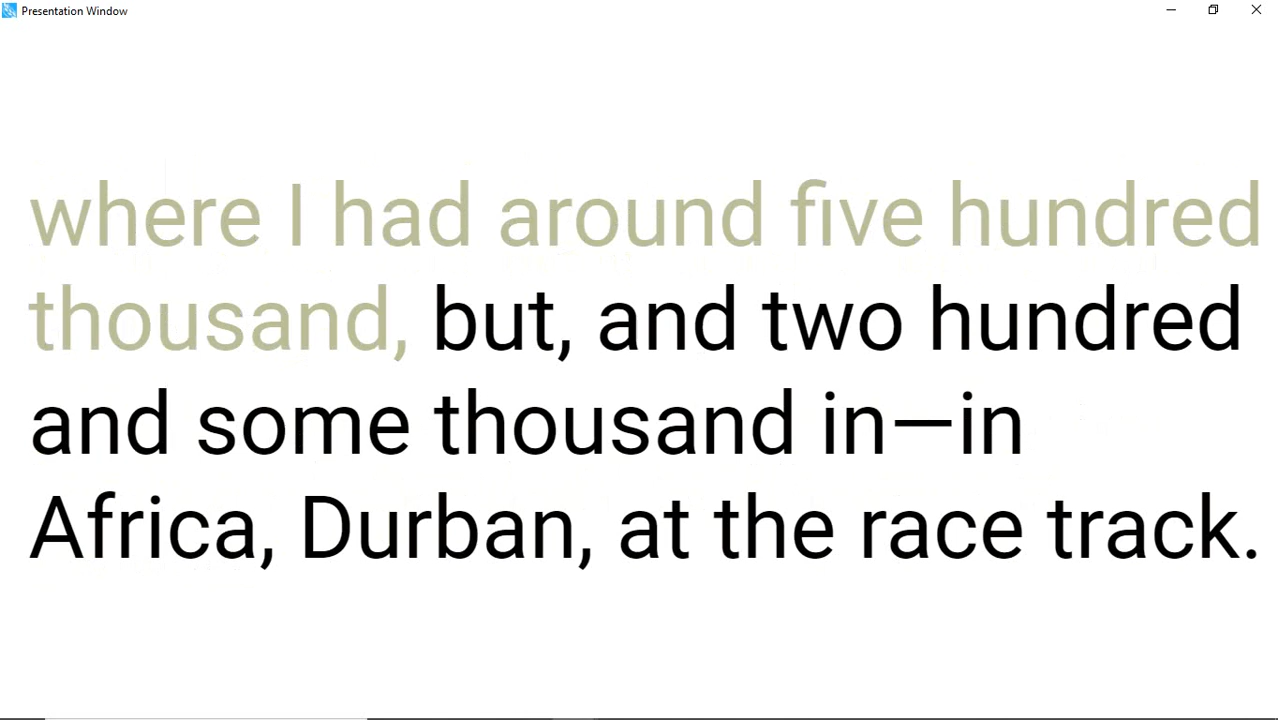 Presentation Window
where I had around five hundred
thousand, but, and two hundred
and some thousand in—in
Africa, Durban, at the race track.